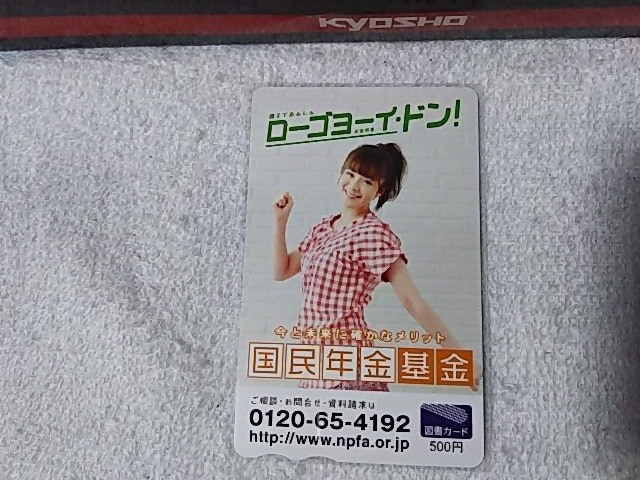 KYOSHO
ローゴヨーイ・ドン!
今と未来に確かなメリット
国民年金基金
ご相談・お問合せ・資料請求は
0120-65-4192
http://www.npfa.or.jp
図書カード
500円